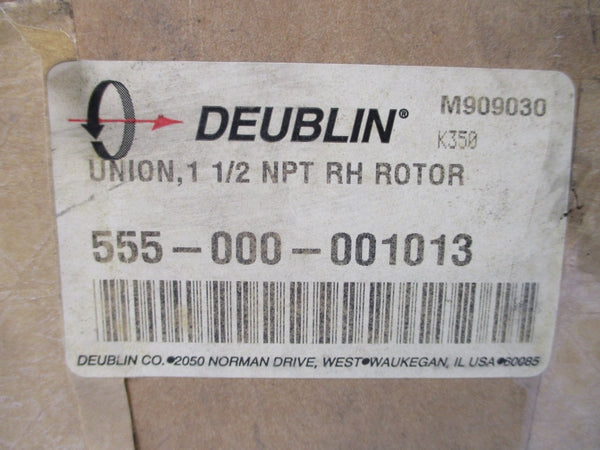 DEUBLIN® M909030
K350
UNION,1 1/2 NPT RH ROTOR
555-000-001013
DEUBLIN CO.●2050 NORMAN DRIVE, WEST●WAUKEGAN, IL USA●60085